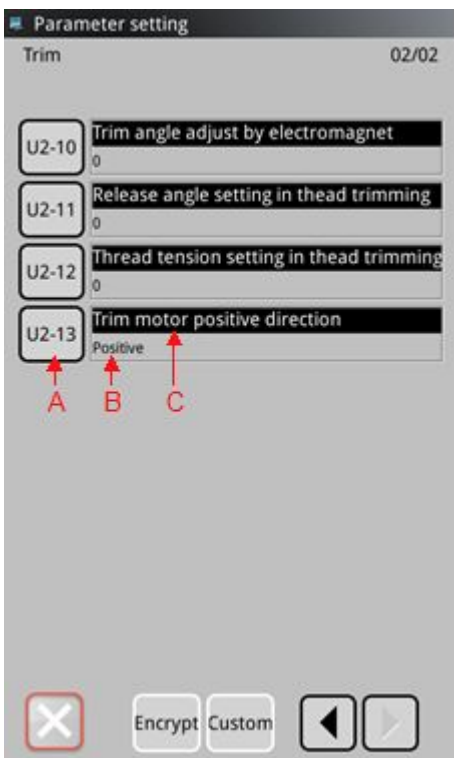 Parameter setting
Trim 02/02
U2-10 Trim angle adjust by electromagnet
0
U2-11 Release angle setting in thead trimming
0
U2-12 Thread tension setting in thead trimming
0
U2-13 Trim motor positive direction
Positive
A B C
Encrypt Custom